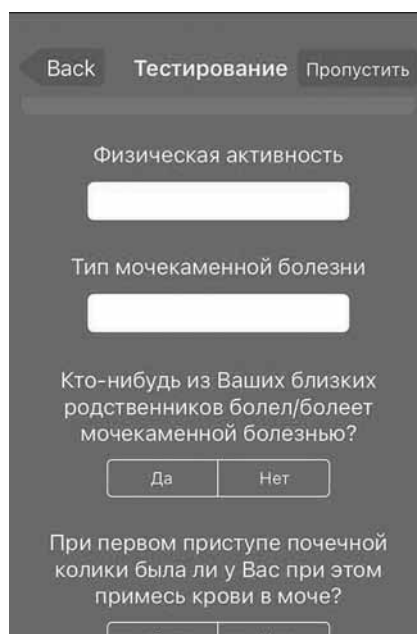 Back Тестирование Пропустить
Физическая активность
Тип мочекаменной болезни
Кто-нибудь из Ваших близких
родственников болел/болеет
мочекаменной болезнью?
Да Нет
При первом приступе почечной
колики была ли у Вас при этом
примесь крови в моче?